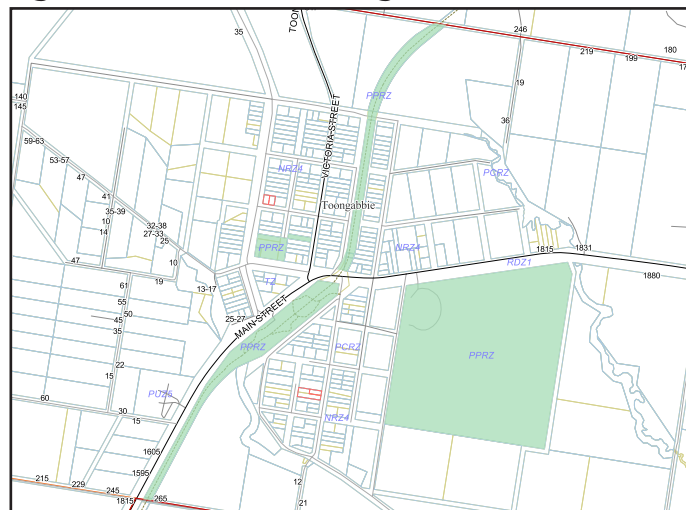 TOON
35
246
219
199
180
17
19
140
145
PPRZ
36
59-63
53-57
VICTORIA-STREET
47
NRZ4
PCRZ
41
35-39
10
14
32-38
27-33
25
Toongabbie
PPRZ
NRZ4
1815
1831
47
10
RDZ1
1880
19
13-17
TZ
61
55
50
45
35
25-27
MAIN-STREET
PPRZ
PCRZ
PPRZ
22
15
PUZ6
60
30
15
NRZ4
1605
1595
215
229
245
1815
265
12
21